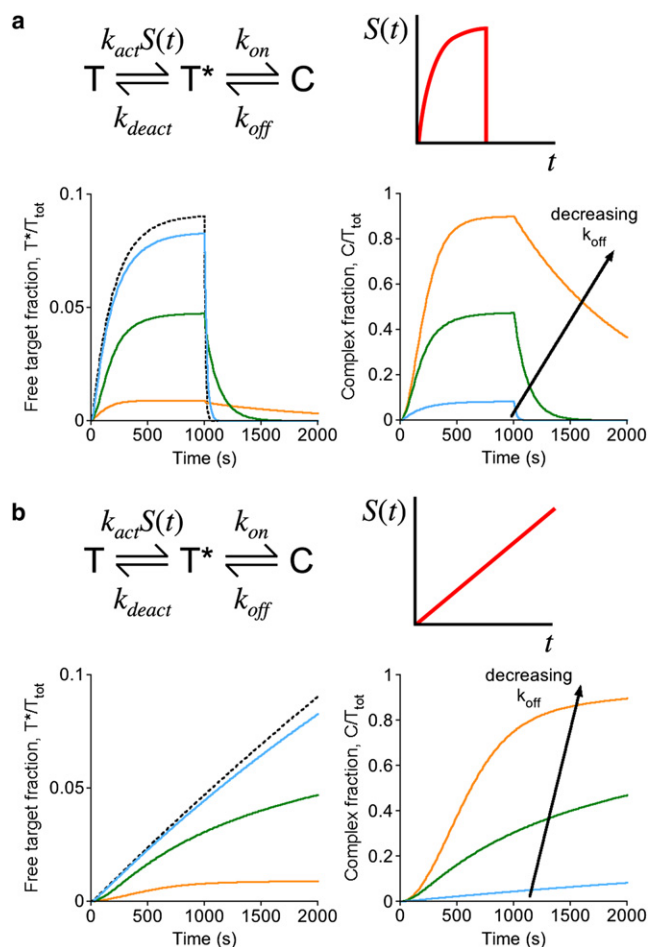 a
k_act S(t) k_on
T ⇌ T* ⇌ C
k_deact k_off
S(t)
t
Free target fraction, T*/T_tot
0.1
0.05
0
0 500 1000 1500 2000
Time (s)
Complex fraction, C/T_tot
1
0.8
0.6
0.4
0.2
0
decreasing
k_off
0 500 1000 1500 2000
Time (s)
b
k_act S(t) k_on
T ⇌ T* ⇌ C
k_deact k_off
S(t)
t
Free target fraction, T*/T_tot
0.1
0.05
0
0 500 1000 1500 2000
Time (s)
Complex fraction, C/T_tot
1
0.8
0.6
0.4
0.2
0
decreasing
k_off
0 500 1000 1500 2000
Time (s)